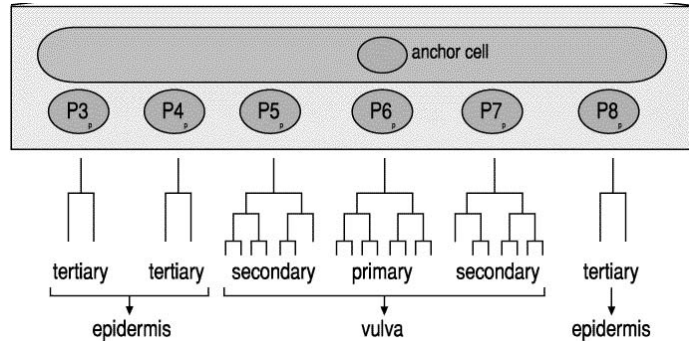 anchor cell
P3p P4p P5p P6p P7p P8p
tertiary tertiary secondary primary secondary tertiary
epidermis vulva epidermis